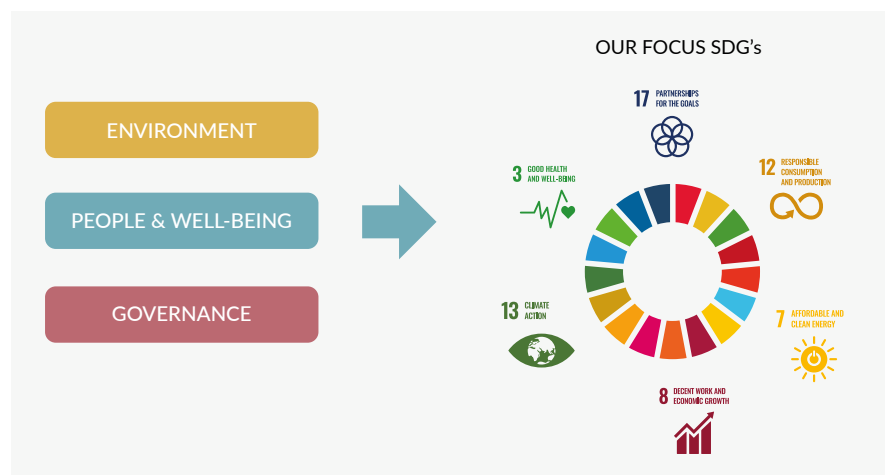 OUR FOCUS SDG's
ENVIRONMENT
PEOPLE & WELL-BEING
GOVERNANCE
17 PARTNERSHIPS
FOR THE GOALS
3 GOOD HEALTH
AND WELL-BEING
12 RESPONSIBLE
CONSUMPTION
AND PRODUCTION
13 CLIMATE
ACTION
7 AFFORDABLE AND
CLEAN ENERGY
8 DECENT WORK AND
ECONOMIC GROWTH